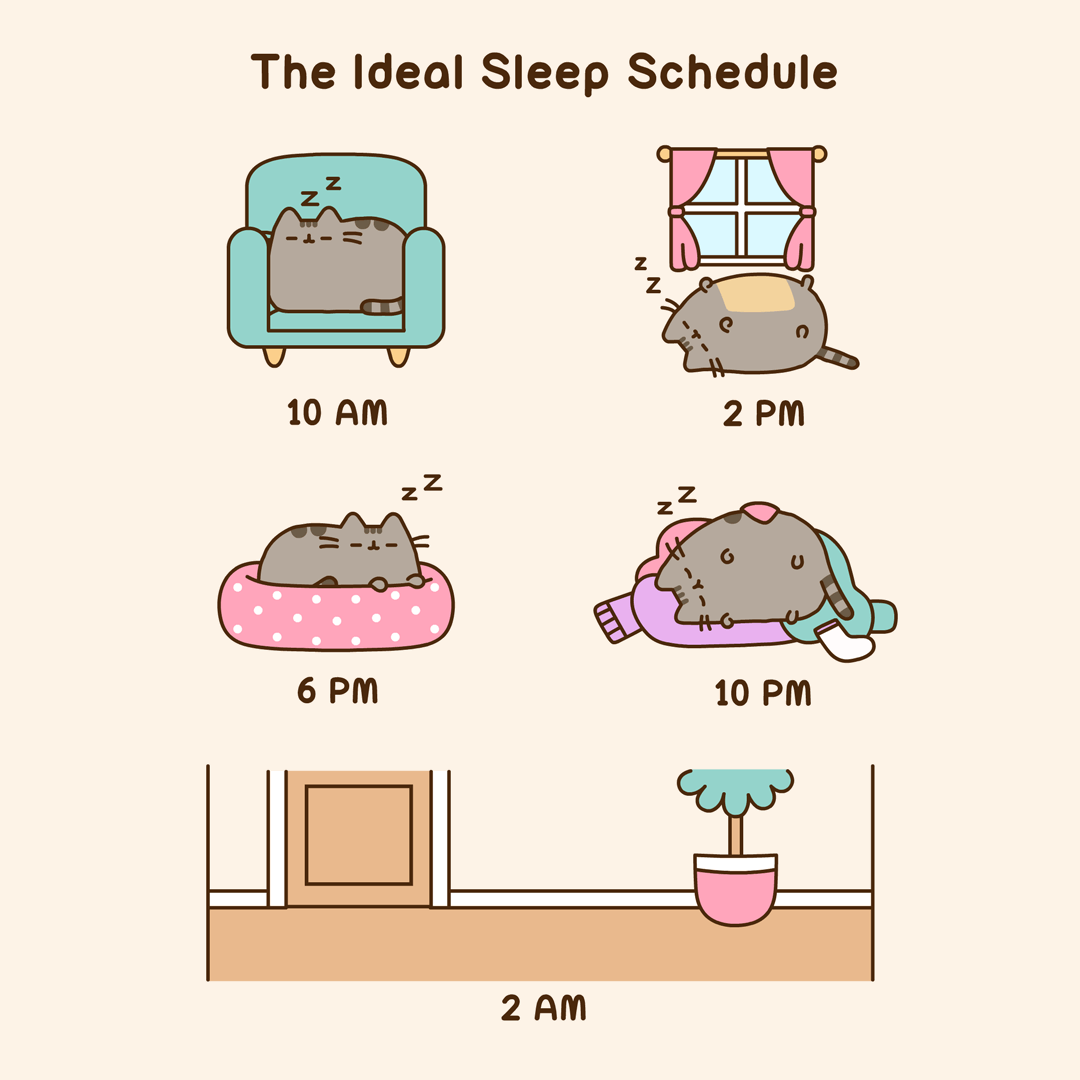 The Ideal Sleep Schedule
z z
z
z
10 AM
2 PM
z z
z z
6 PM
10 PM
2 AM